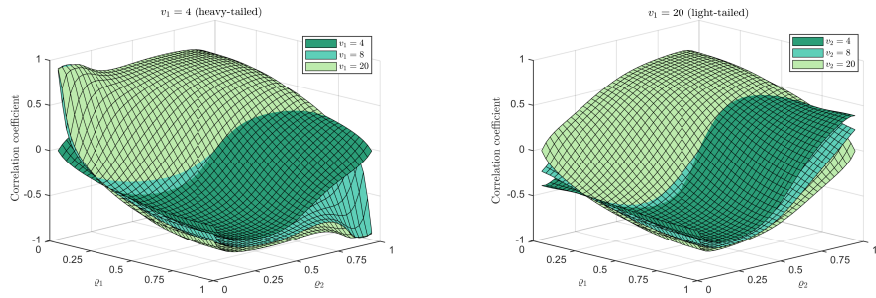 v₁ = 4 (heavy-tailed)
v₁ = 4
v₁ = 8
v₁ = 20
Correlation coefficient
1
0.5
0
-0.5
-1
0
0.25
0.5
0.75
1
ϱ₁
0
0.25
0.5
0.75
1
ϱ₂
v₁ = 20 (light-tailed)
v₂ = 4
v₂ = 8
v₂ = 20
Correlation coefficient
1
0.5
0
-0.5
-1
0
0.25
0.5
0.75
1
ϱ₁
0
0.25
0.5
0.75
1
ϱ₂